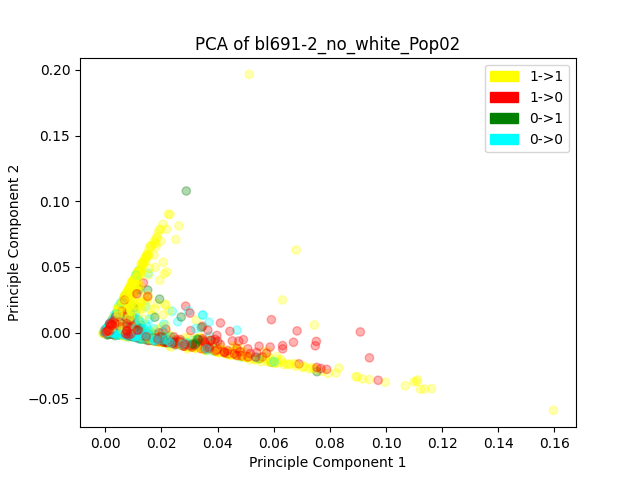 PCA of bl691-2_no_white_Pop02
1->1
1->0
0->1
0->0
Principle Component 2
0.20
0.15
0.10
0.05
0.00
−0.05
0.00 0.02 0.04 0.06 0.08 0.10 0.12 0.14 0.16
Principle Component 1